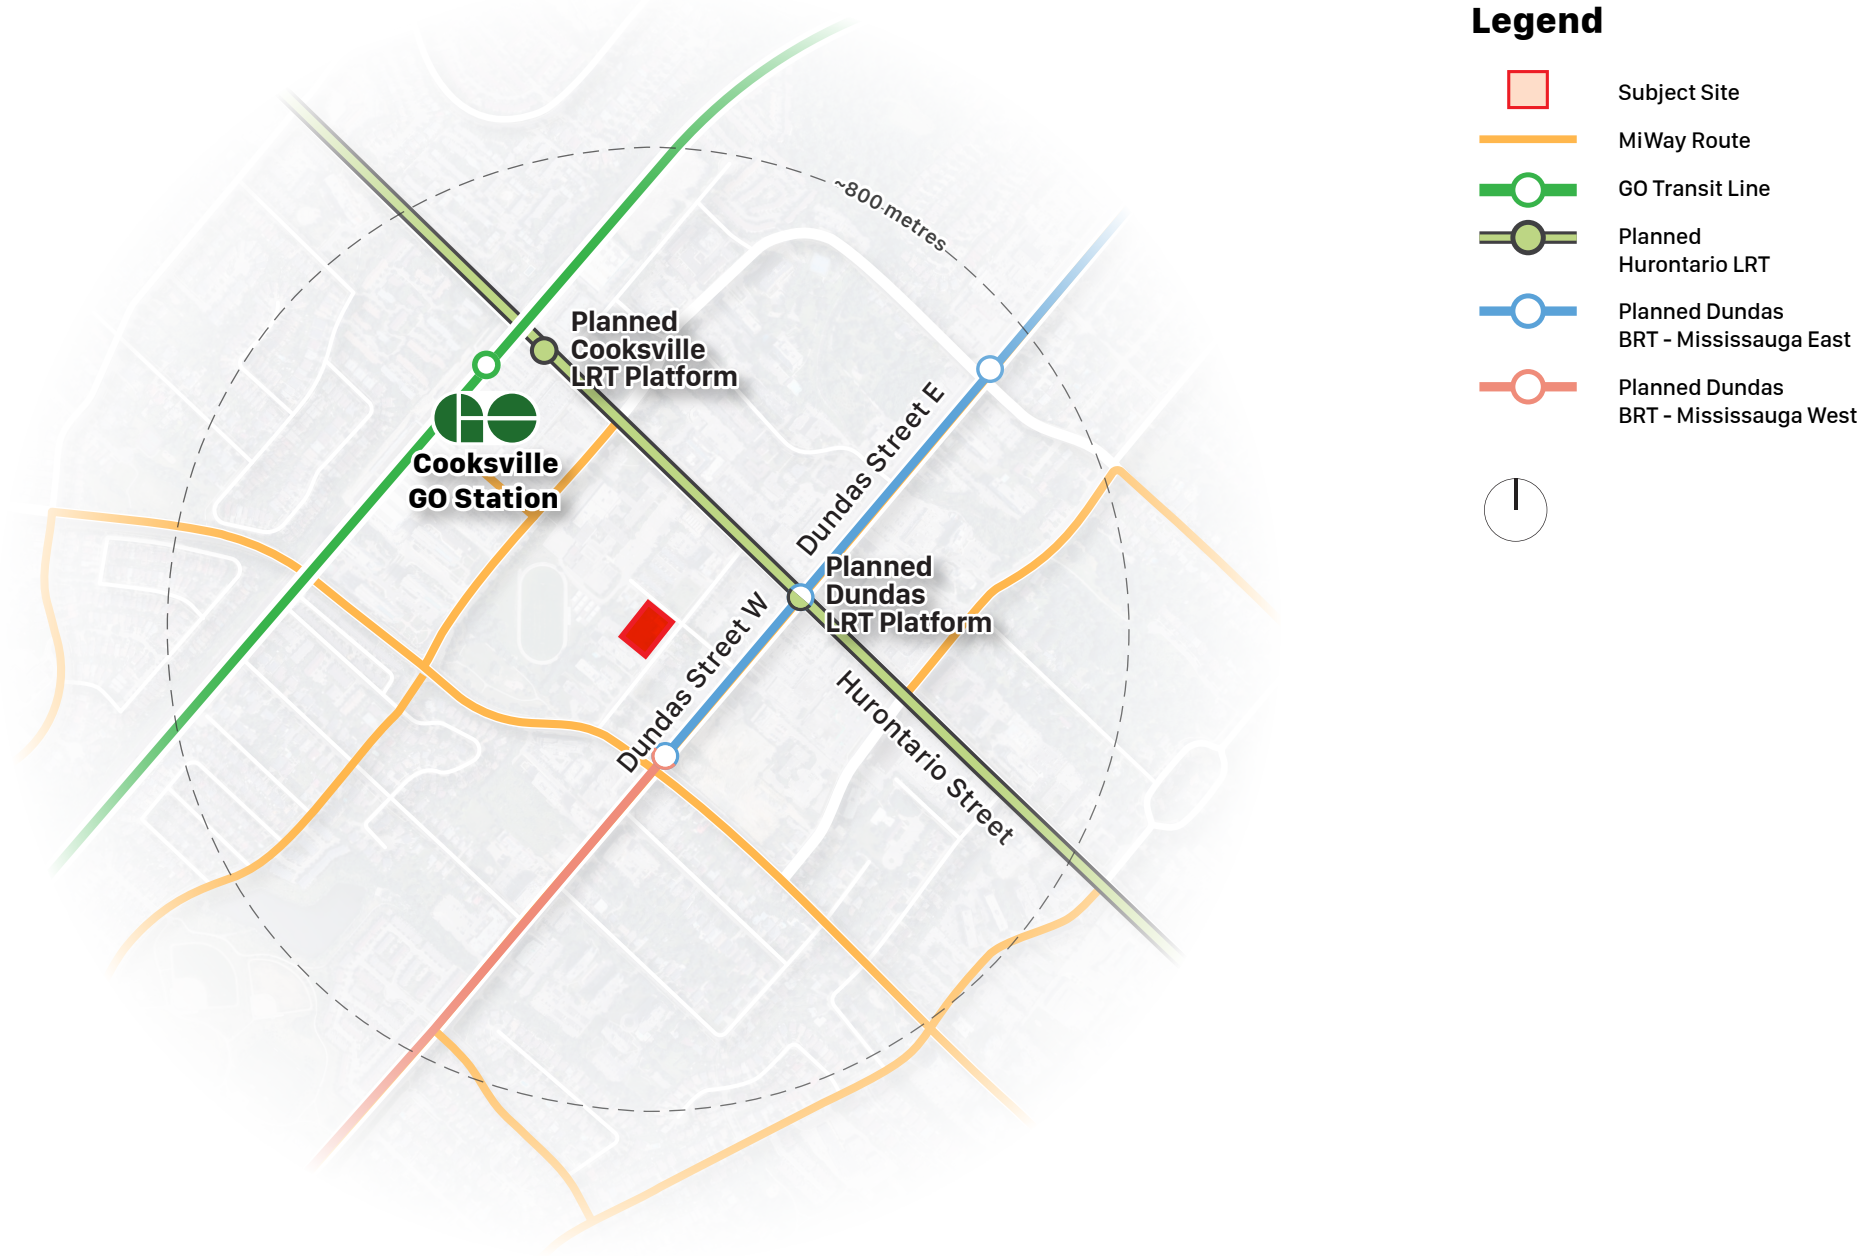 Legend
Subject Site
MiWay Route
GO Transit Line
Planned
Hurontario LRT
Planned Dundas
BRT - Mississauga East
Planned Dundas
BRT - Mississauga West
~800 metres
Planned
Cooksville
LRT Platform
GO
Cooksville
GO Station
Dundas Street E
Planned
Dundas
LRT Platform
Dundas Street W
Hurontario Street